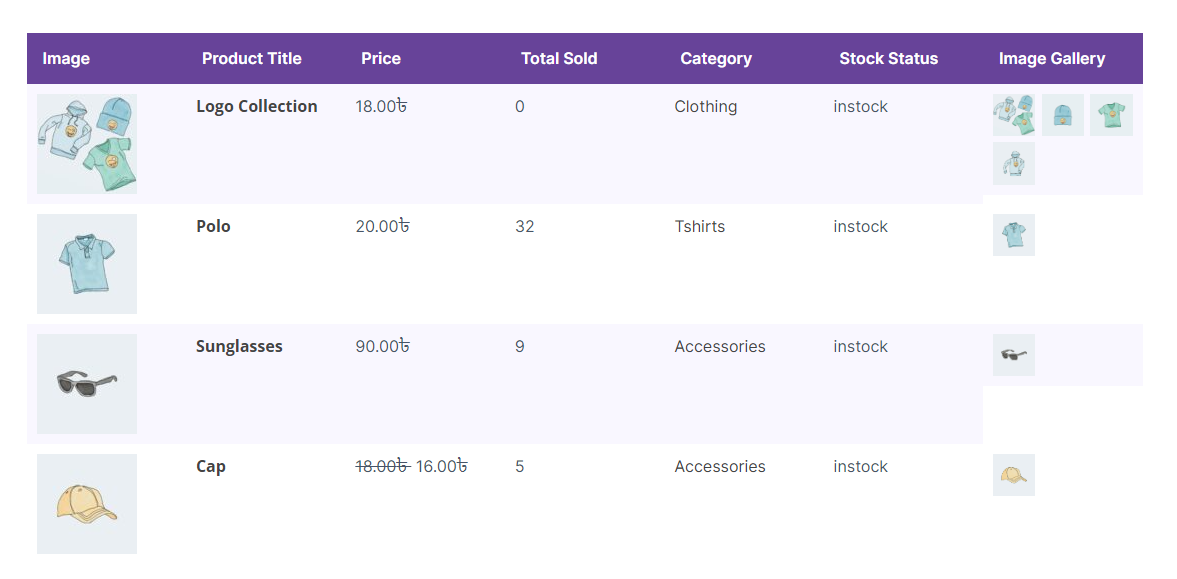 Image Product Title Price Total Sold Category Stock Status Image Gallery
Logo Collection 18.00৳ 0 Clothing instock
Polo 20.00৳ 32 Tshirts instock
Sunglasses 90.00৳ 9 Accessories instock
Cap 18.00৳ 16.00৳ 5 Accessories instock